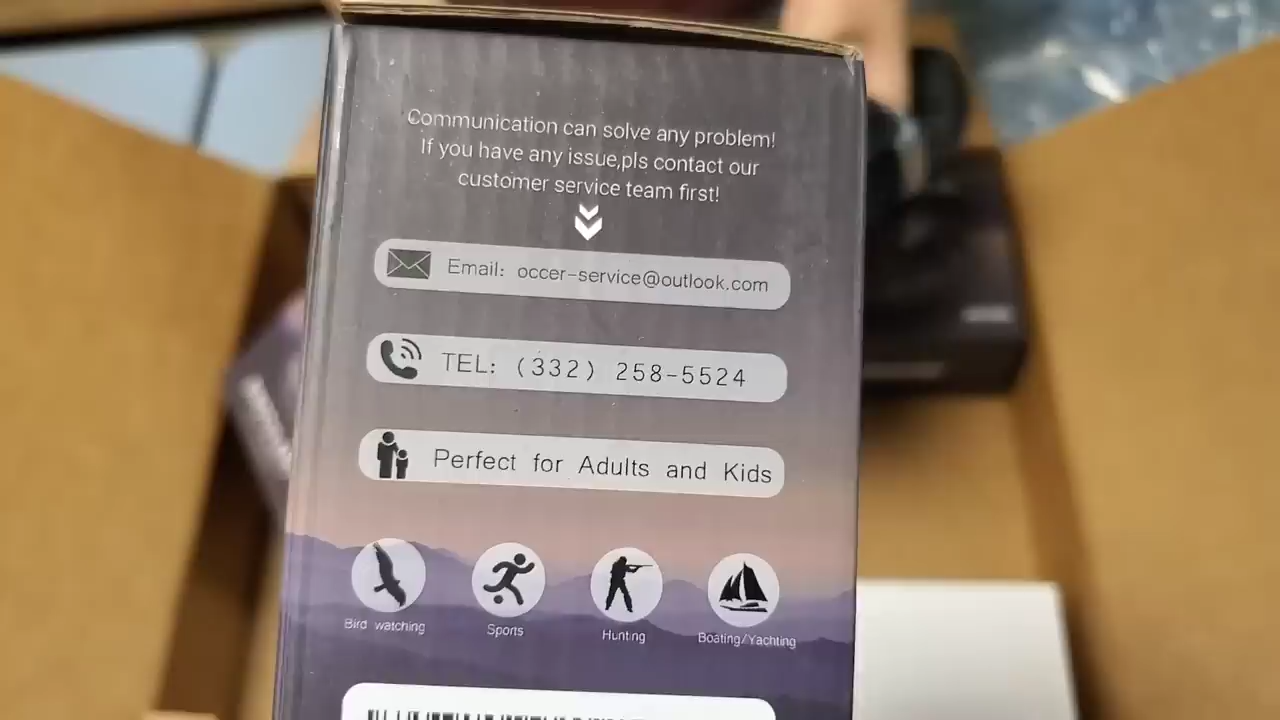 Communication can solve any problem!
If you have any issue,pls contact our
customer service team first!
Email: occer-service@outlook.com
TEL: (332) 258-5524
Perfect for Adults and Kids
Bird watching
Sports
Hunting
Boating/Yachting